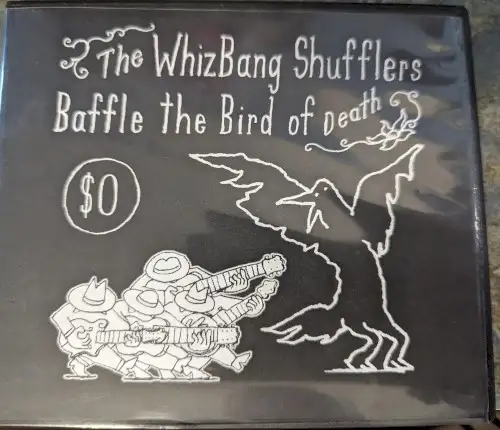 The WhizBang Shufflers
Baffle the Bird of Death
$0